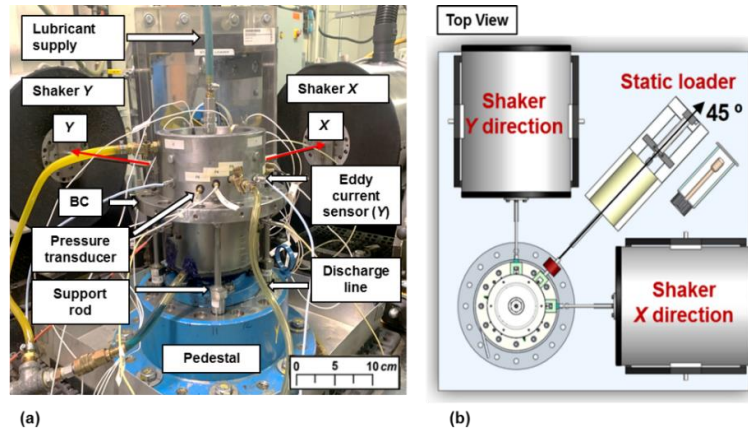 Lubricant
supply
Shaker Y
Shaker X
Y
X
BC
Eddy
current
sensor (Y)
Pressure
transducer
Support
rod
Discharge
line
Pedestal
0 5 10 cm
(a)
Top View
Shaker
Y direction
Static loader
45 º
Shaker
X direction
(b)